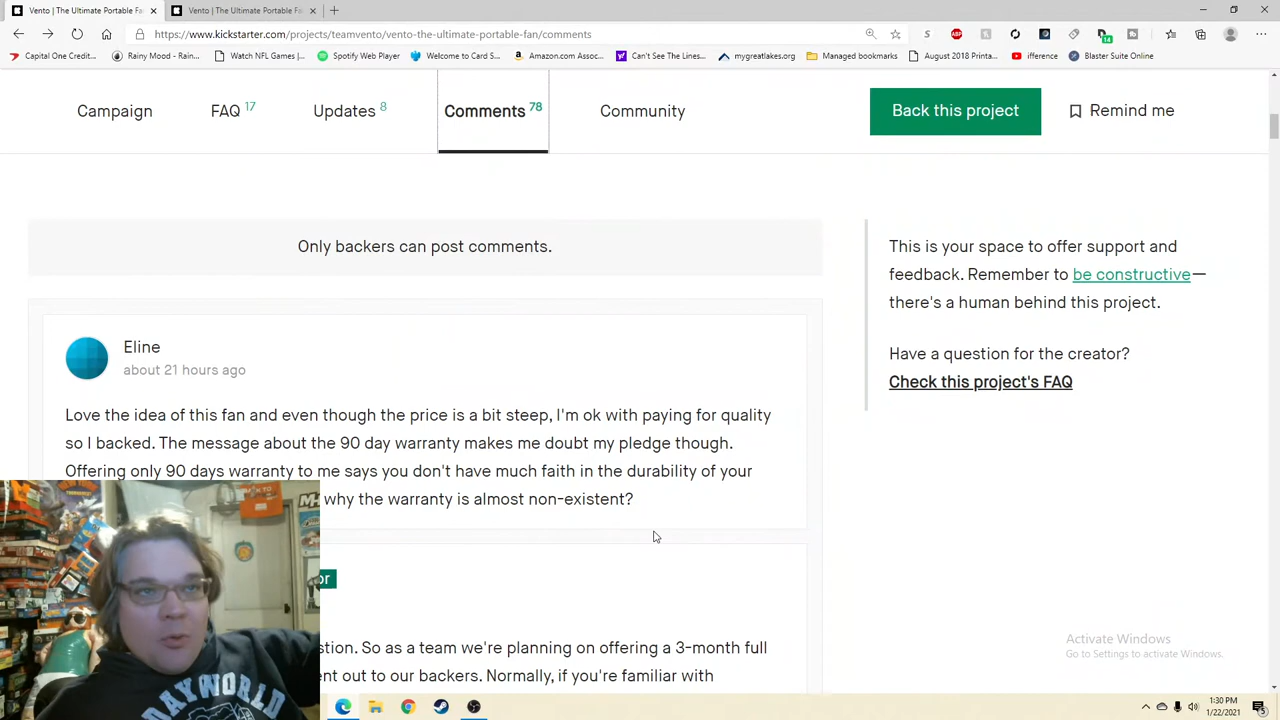 Vento | The Ultimate Portable Fa
Vento | The Ultimate Portable Fa
https://www.kickstarter.com/projects/teamvento/vento-the-ultimate-portable-fan/comments
Capital One Credit...
Rainy Mood - Rain...
Watch NFL Games |...
Spotify Web Player
Welcome to Card S...
Amazon.com Assoc...
Can't See The Less...
mygreatlakes.org
Managed bookmarks
August 2018 Printa...
ifference
Blaster Suite Online
Campaign
FAQ 17
Updates 8
Comments 78
Community
Back this project
Remind me
Only backers can post comments.
This is your space to offer support and
feedback. Remember to be constructive—
there's a human behind this project.
Have a question for the creator?
Check this project's FAQ
Eline
about 21 hours ago
Love the idea of this fan and even though the price is a bit steep, I'm ok with paying for quality
so I backed. The message about the 90 day warranty makes me doubt my pledge though.
Offering only 90 days warranty to me says you don't have much faith in the durability of your
why the warranty is almost non-existent?
or
stion. So as a team we're planning on offering a 3-month full
nt out to our backers. Normally, if you're familiar with
Activate Windows
Go to Settings to activate Windows.
1:30 PM
1/22/2021